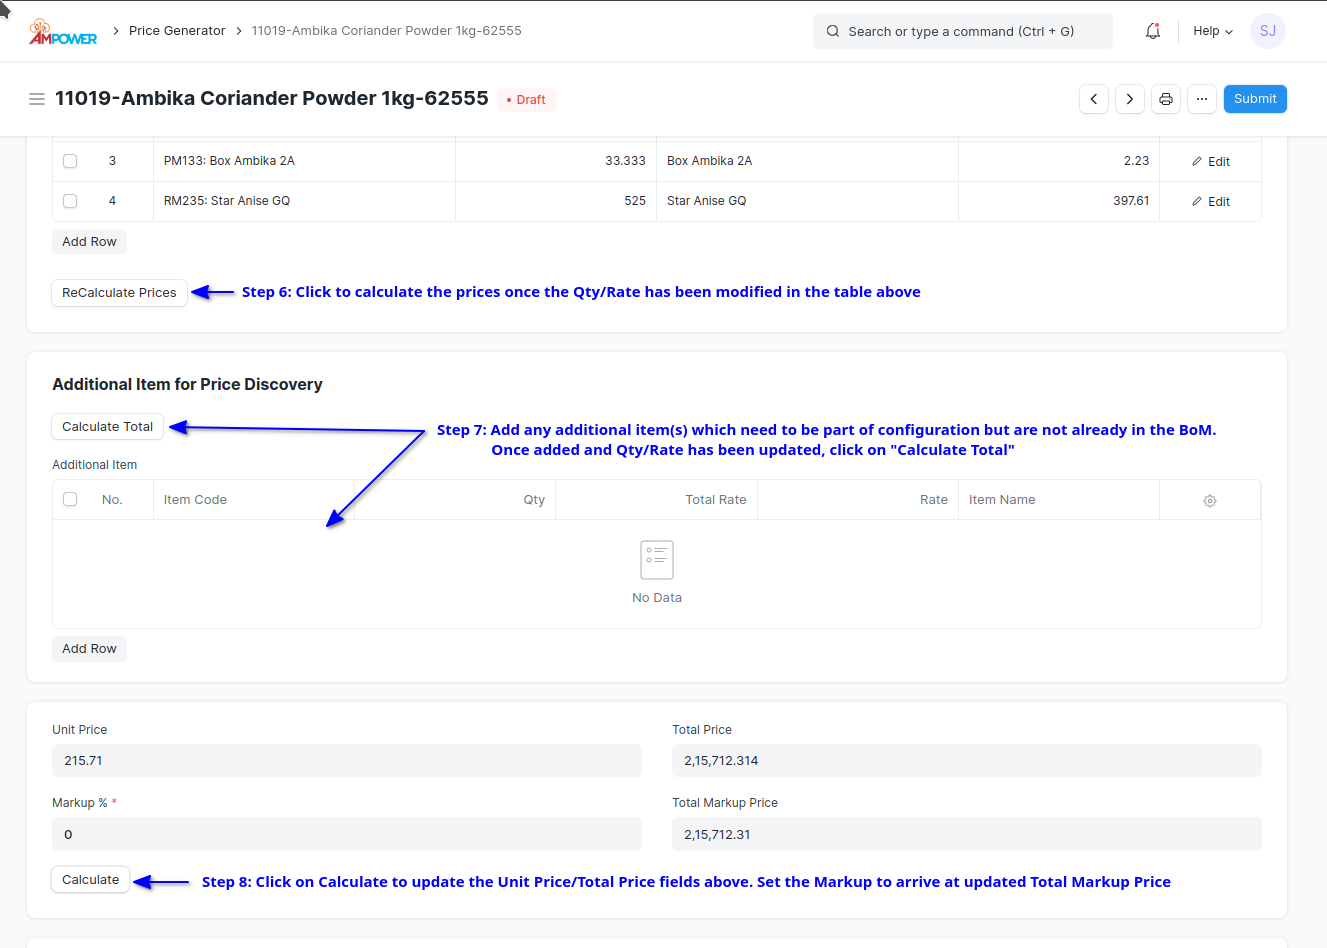 AMPOWER
Price Generator
11019-Ambika Coriander Powder 1kg-62555
Search or type a command (Ctrl + G)
Help
SJ
11019-Ambika Coriander Powder 1kg-62555
Draft
Submit
3 PM133: Box Ambika 2A 33.333 Box Ambika 2A 2.23 Edit
4 RM235: Star Anise GQ 525 Star Anise GQ 397.61 Edit
Add Row
ReCalculate Prices
Step 6: Click to calculate the prices once the Qty/Rate has been modified in the table above
Additional Item for Price Discovery
Calculate Total
Step 7: Add any additional item(s) which need to be part of configuration but are not already in the BoM.
Once added and Qty/Rate has been updated, click on "Calculate Total"
Additional Item
No. Item Code Qty Total Rate Rate Item Name
No Data
Add Row
Unit Price
215.71
Total Price
2,15,712.314
Markup % *
0
Total Markup Price
2,15,712.31
Calculate
Step 8: Click on Calculate to update the Unit Price/Total Price fields above. Set the Markup to arrive at updated Total Markup Price